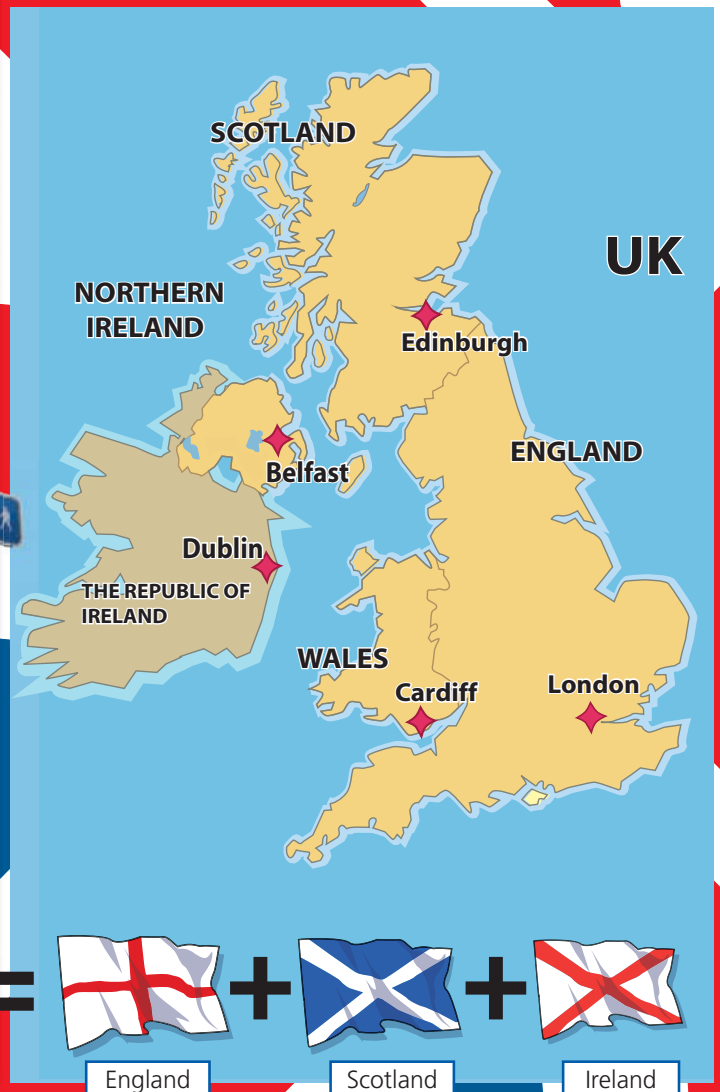 SCOTLAND
UK
NORTHERN
IRELAND
Edinburgh
ENGLAND
Belfast
Dublin
THE REPUBLIC OF
IRELAND
WALES
Cardiff
London
= + +
England
Scotland
Ireland